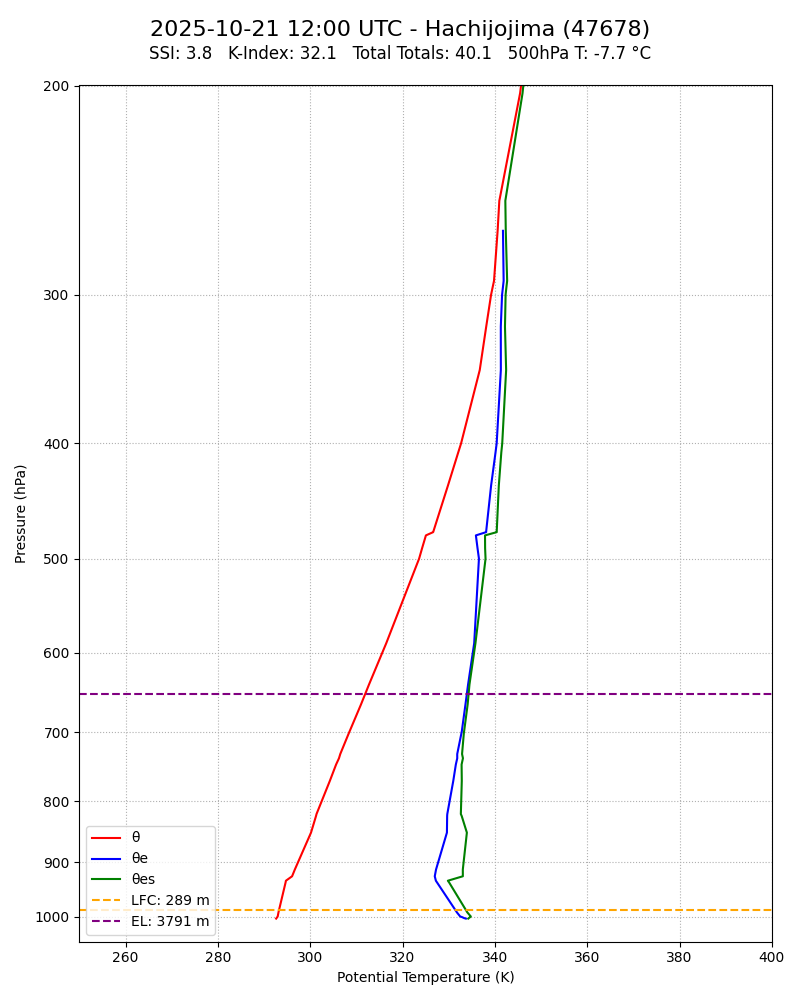 2025-10-21 12:00 UTC - Hachijojima (47678)
SSI: 3.8   K-Index: 32.1   Total Totals: 40.1   500hPa T: -7.7 °C
200
300
400
500
600
700
800
900
1000
Pressure (hPa)
θ
θe
θes
LFC: 289 m
EL: 3791 m
260 280 300 320 340 360 380 400
Potential Temperature (K)